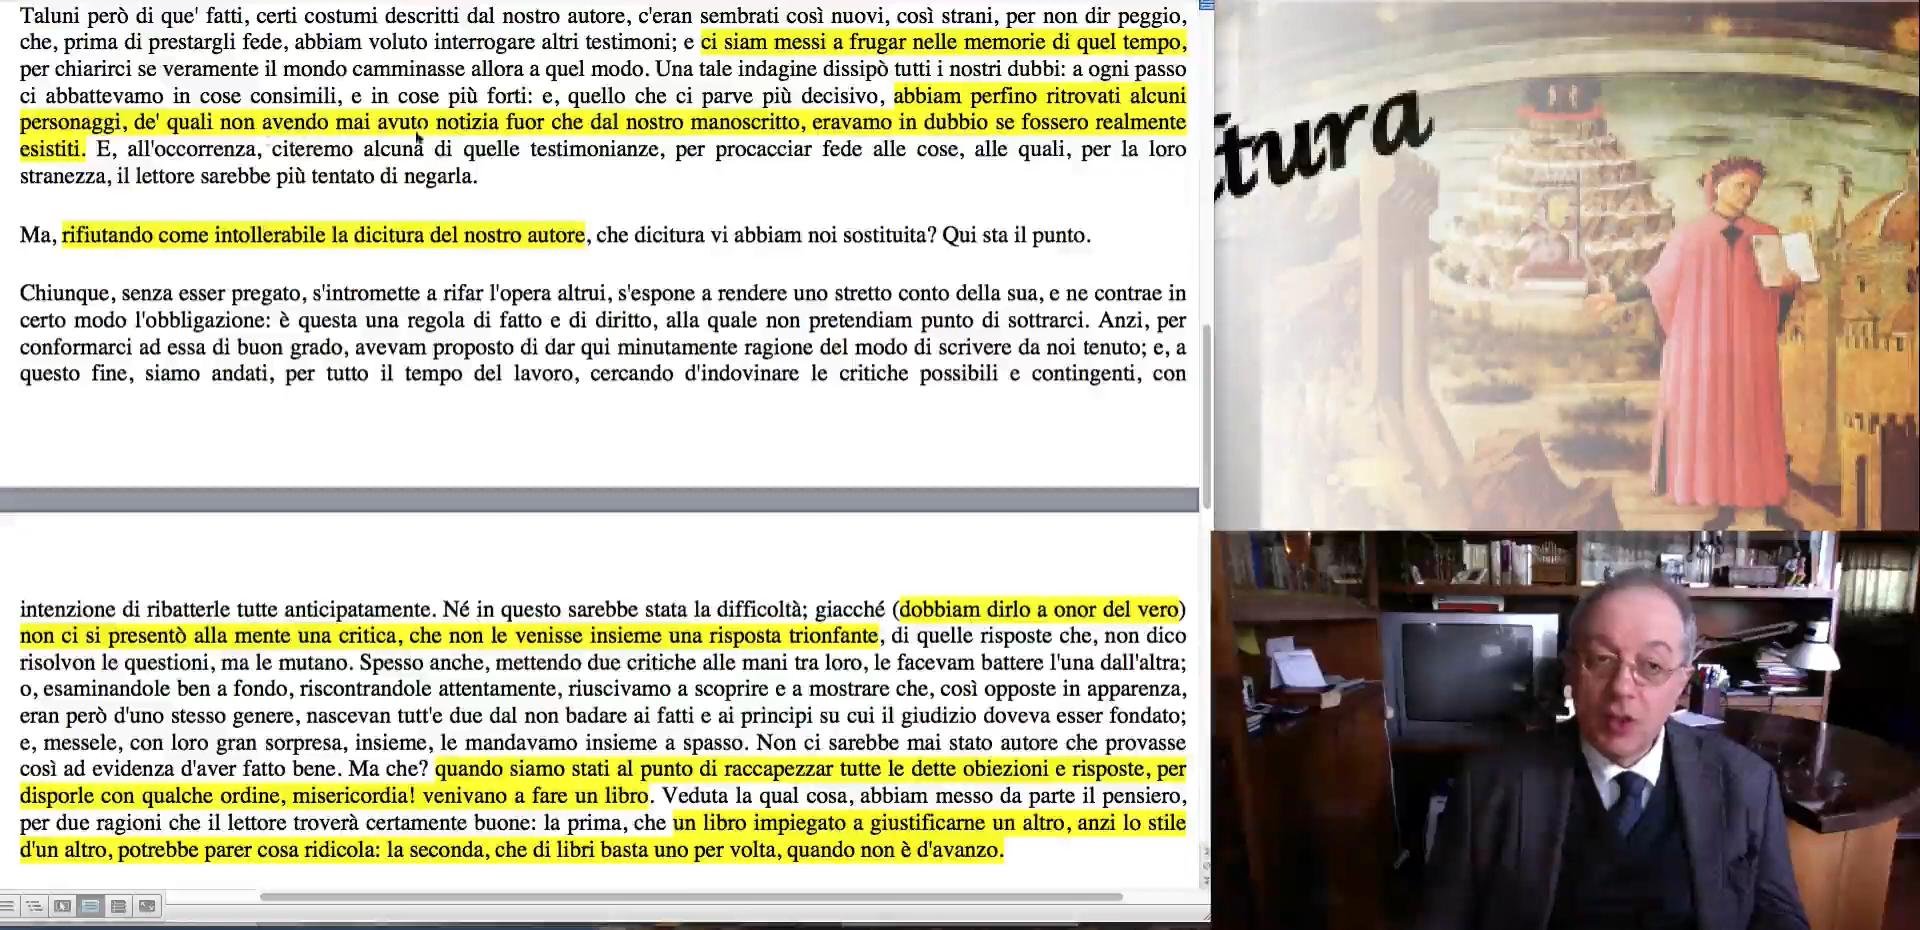 Taluni però di que' fatti, certi costumi descritti dal nostro autore, c'eran sembrati così nuovi, così strani, per non dir peggio,
che, prima di prestargli fede, abbiam voluto interrogare altri testimoni; e ci siam messi a frugar nelle memorie di quel tempo,
per chiarirci se veramente il mondo camminasse allora a quel modo. Una tale indagine dissipò tutti i nostri dubbi: a ogni passo
ci abbattevamo in cose consimili, e in cose più forti: e, quello che ci parve più decisivo, abbiam perfino ritrovati alcuni
personaggi, de' quali non avendo mai avuto notizia fuor che dal nostro manoscritto, eravamo in dubbio se fossero realmente
esistiti. E, all'occorrenza, citeremo alcuna di quelle testimonianze, per procacciar fede alle cose, alle quali, per la loro
stranezza, il lettore sarebbe più tentato di negarla.
Ma, rifiutando come intollerabile la dicitura del nostro autore, che dicitura vi abbiam noi sostituita? Qui sta il punto.
Chiunque, senza esser pregato, s'intromette a rifar l'opera altrui, s'espone a rendere uno stretto conto della sua, e ne contrae in
certo modo l'obbligazione: è questa una regola di fatto e di diritto, alla quale non pretendiam punto di sottrarci. Anzi, per
conformarci ad essa di buon grado, avevam proposto di dar qui minutamente ragione del modo di scrivere da noi tenuto; e, a
questo fine, siamo andati, per tutto il tempo del lavoro, cercando d'indovinare le critiche possibili e contingenti, con
intenzione di ribatterle tutte anticipatamente. Né in questo sarebbe stata la difficoltà; giacché (dobbiam dirlo a onor del vero)
non ci si presentò alla mente una critica, che non le venisse insieme una risposta trionfante, di quelle risposte che, non dico
risolvon le questioni, ma le mutano. Spesso anche, mettendo due critiche alle mani tra loro, le facevam battere l'una dall'altra;
o, esaminandole ben a fondo, riscontrandole attentamente, riuscivamo a scoprire e a mostrare che, così opposte in apparenza,
eran però d'uno stesso genere, nascevan tutt'e due dal non badare ai fatti e ai principi su cui il giudizio doveva esser fondato;
e, messele, con loro gran sorpresa, insieme, le mandavamo insieme a spasso. Non ci sarebbe mai stato autore che provasse
così ad evidenza d'aver fatto bene. Ma che? quando siamo stati al punto di raccapezzar tutte le dette obiezioni e risposte, per
disporle con qualche ordine, misericordia! venivano a fare un libro. Veduta la qual cosa, abbiam messo da parte il pensiero,
per due ragioni che il lettore troverà certamente buone: la prima, che un libro impiegato a giustificarne un altro, anzi lo stile
d'un altro, potrebbe parer cosa ridicola: la seconda, che di libri basta uno per volta, quando non è d'avanzo.
tura